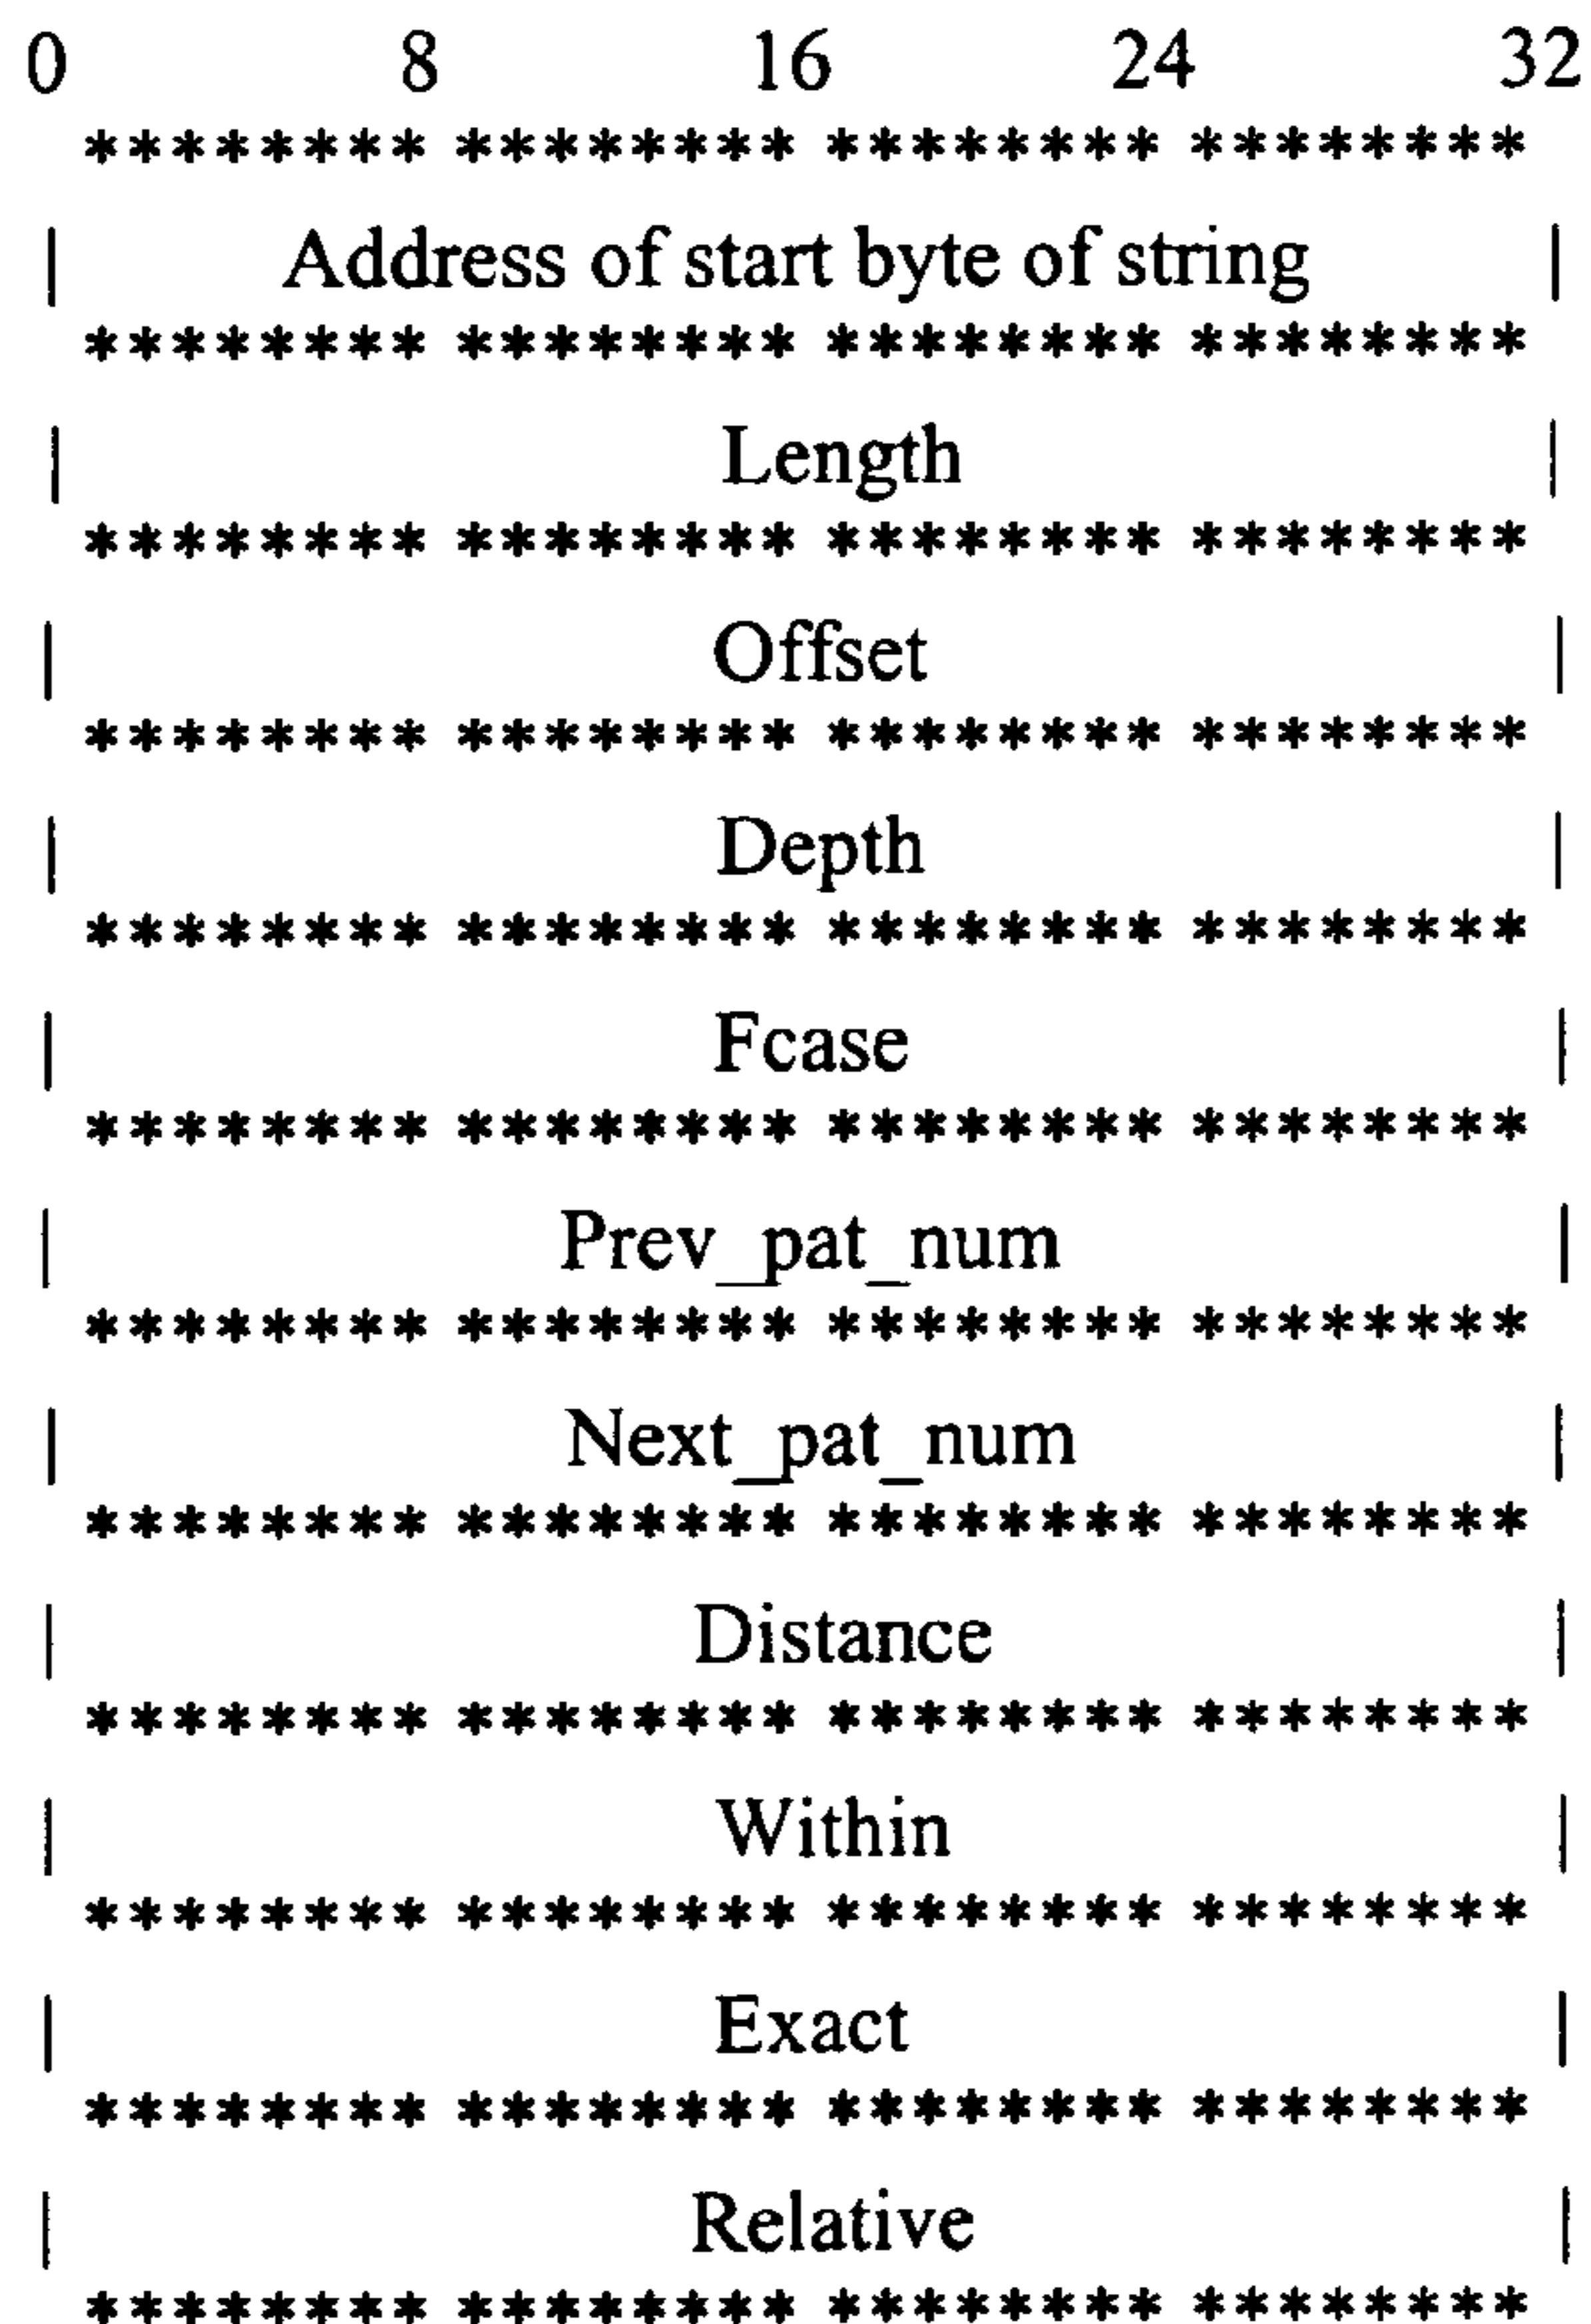 0 8 16 24 32
******** ******** ******** ********
| Address of start byte of string |
******** ******** ******** ********
| Length |
******** ******** ******** ********
| Offset |
******** ******** ******** ********
| Depth |
******** ******** ******** ********
| Fcase |
******** ******** ******** ********
| Prev_pat_num |
******** ******** ******** ********
| Next_pat_num |
******** ******** ******** ********
| Distance |
******** ******** ******** ********
| Within |
******** ******** ******** ********
| Exact |
******** ******** ******** ********
| Relative |
******** ******** ******** ********